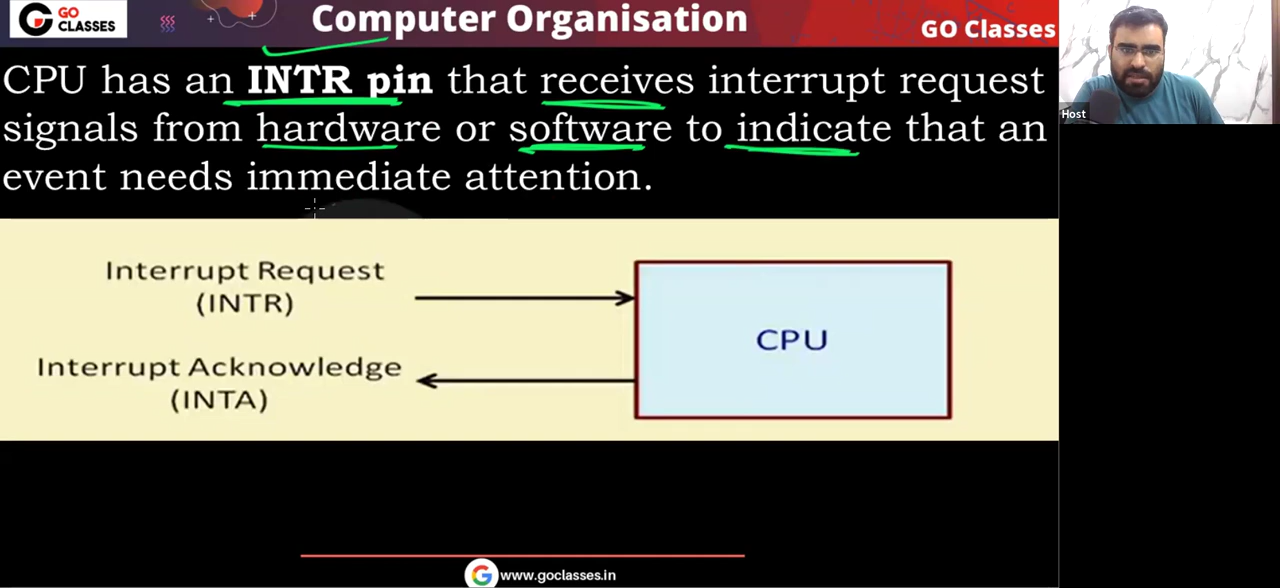 GO
CLASSES
Computer Organisation
GO Classes
CPU has an INTR pin that receives interrupt request
signals from hardware or software to indicate that an
event needs immediate attention.
Host
Interrupt Request
(INTR)
Interrupt Acknowledge
(INTA)
CPU
www.goclasses.in